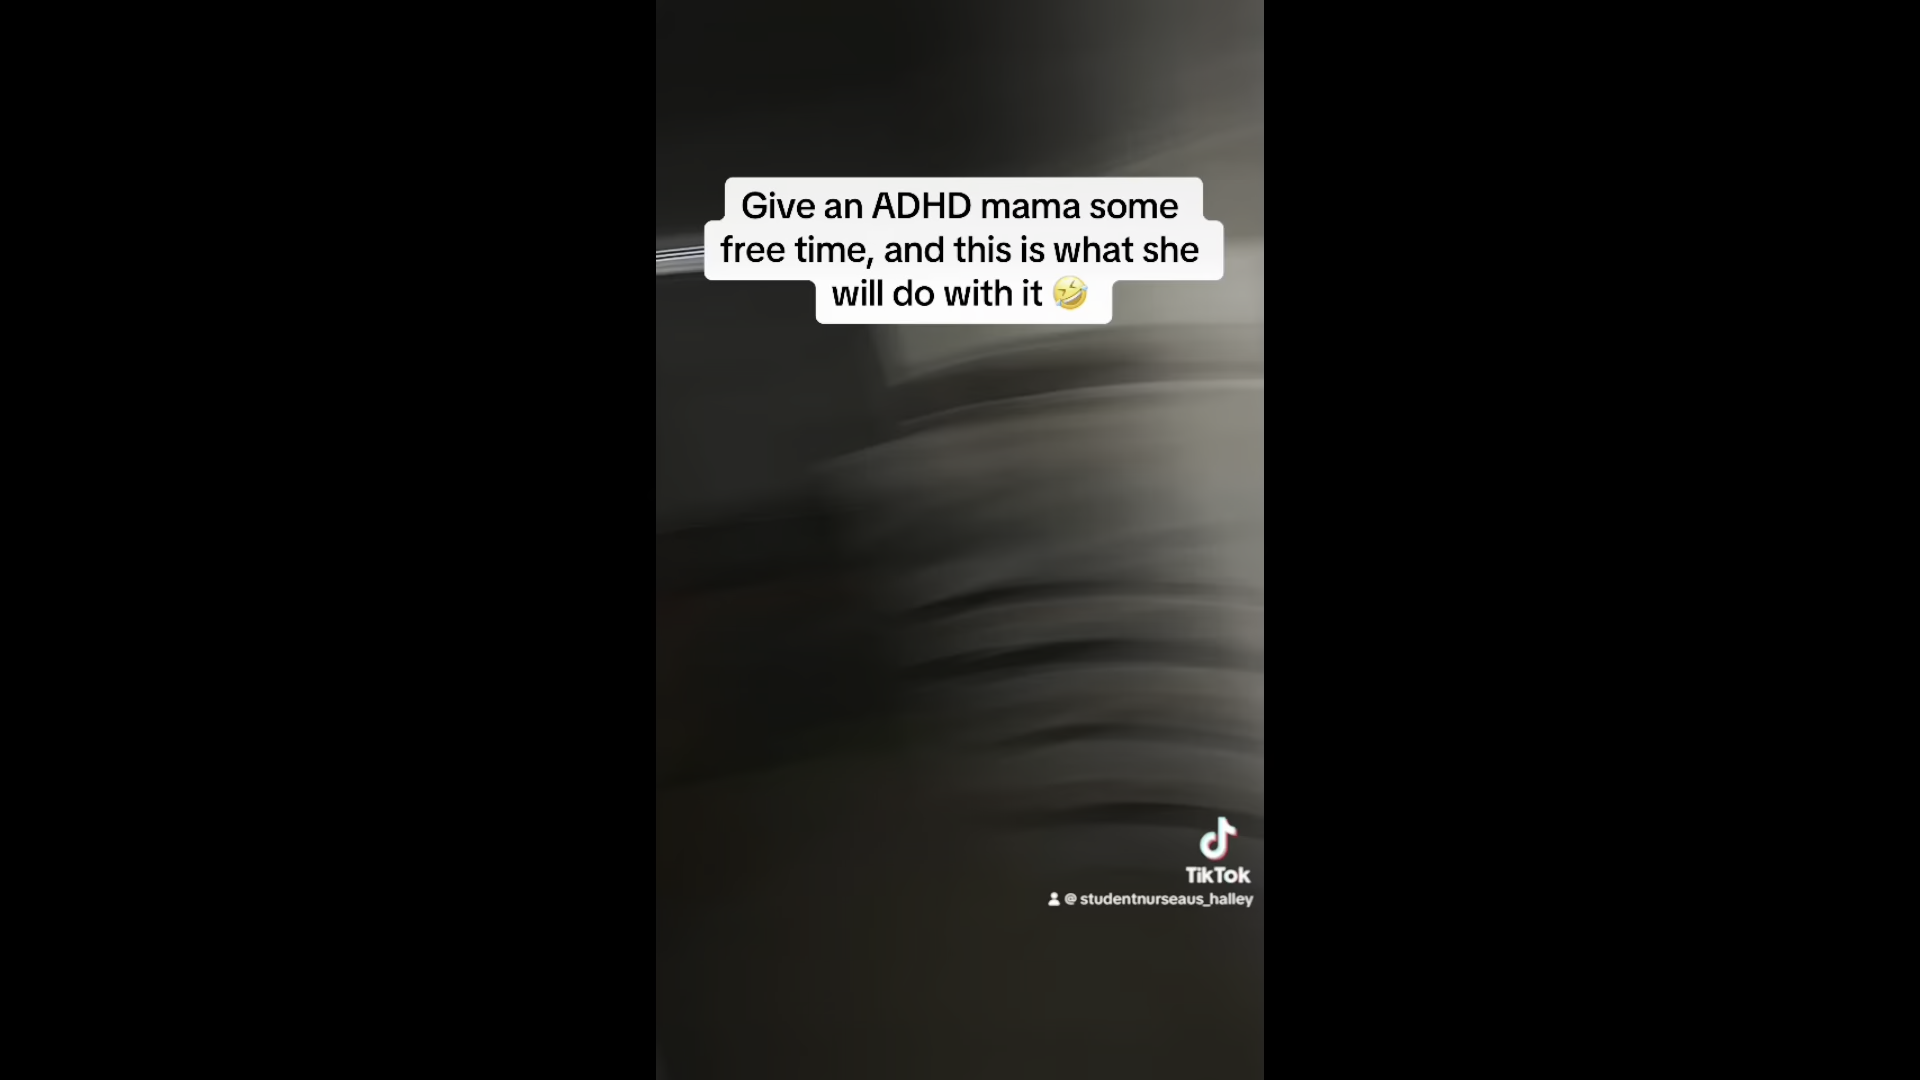 Give an ADHD mama some
free time, and this is what she
will do with it 🤣
TikTok
@ studentnurseaus_halley